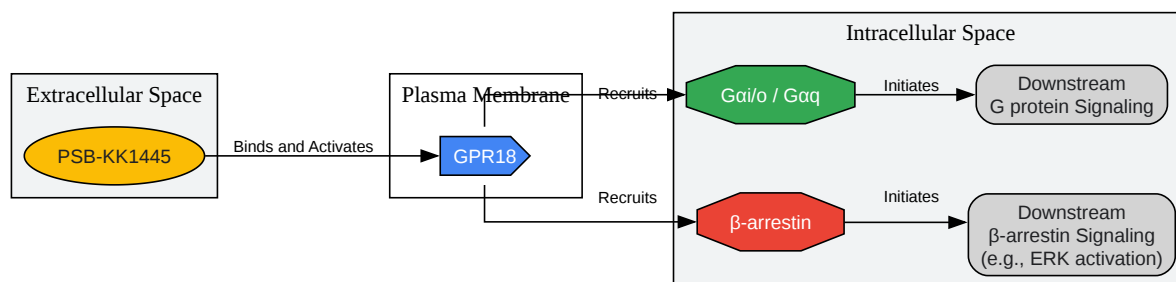 Extracellular Space
PSB-KK1445
Binds and Activates
Plasma Membrane
GPR18
Recruits
Recruits
Intracellular Space
Gαi/o / Gαq
Initiates
Downstream
G protein Signaling
β-arrestin
Initiates
Downstream
β-arrestin Signaling
(e.g., ERK activation)